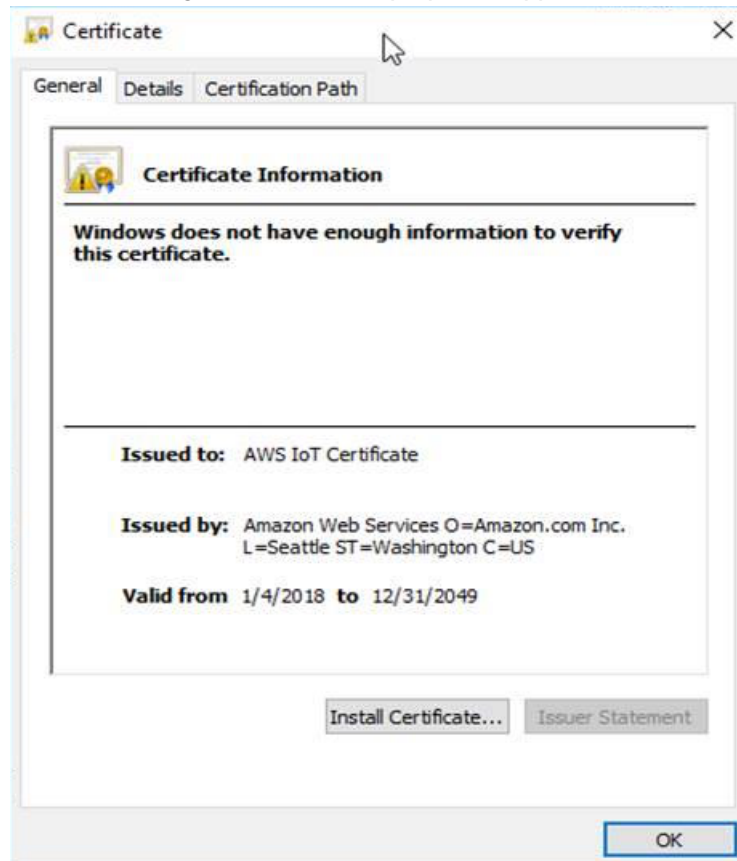 Certificate
General Details Certification Path
Certificate Information
Windows does not have enough information to verify
this certificate.
Issued to: AWS IoT Certificate
Issued by: Amazon Web Services O=Amazon.com Inc.
L=Seattle ST=Washington C=US
Valid from 1/4/2018 to 12/31/2049
Install Certificate... Issuer Statement
OK